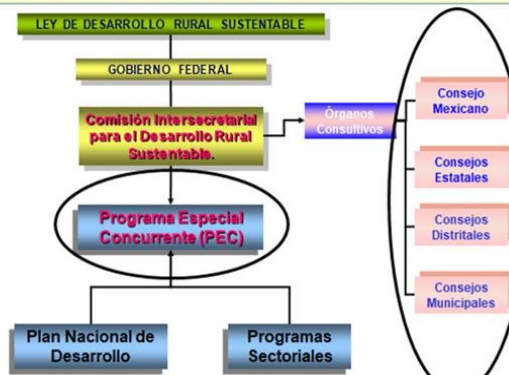 LEY DE DESARROLLO RURAL SUSTENTABLE
GOBIERNO FEDERAL
Comisión Intersecretarial
para el Desarrollo Rural
Sustentable.
Órganos
Consultivos
Consejo
Mexicano
Consejos
Estatales
Consejos
Distritales
Consejos
Municipales
Programa Especial
Concurrente (PEC)
Plan Nacional de
Desarrollo
Programas
Sectoriales